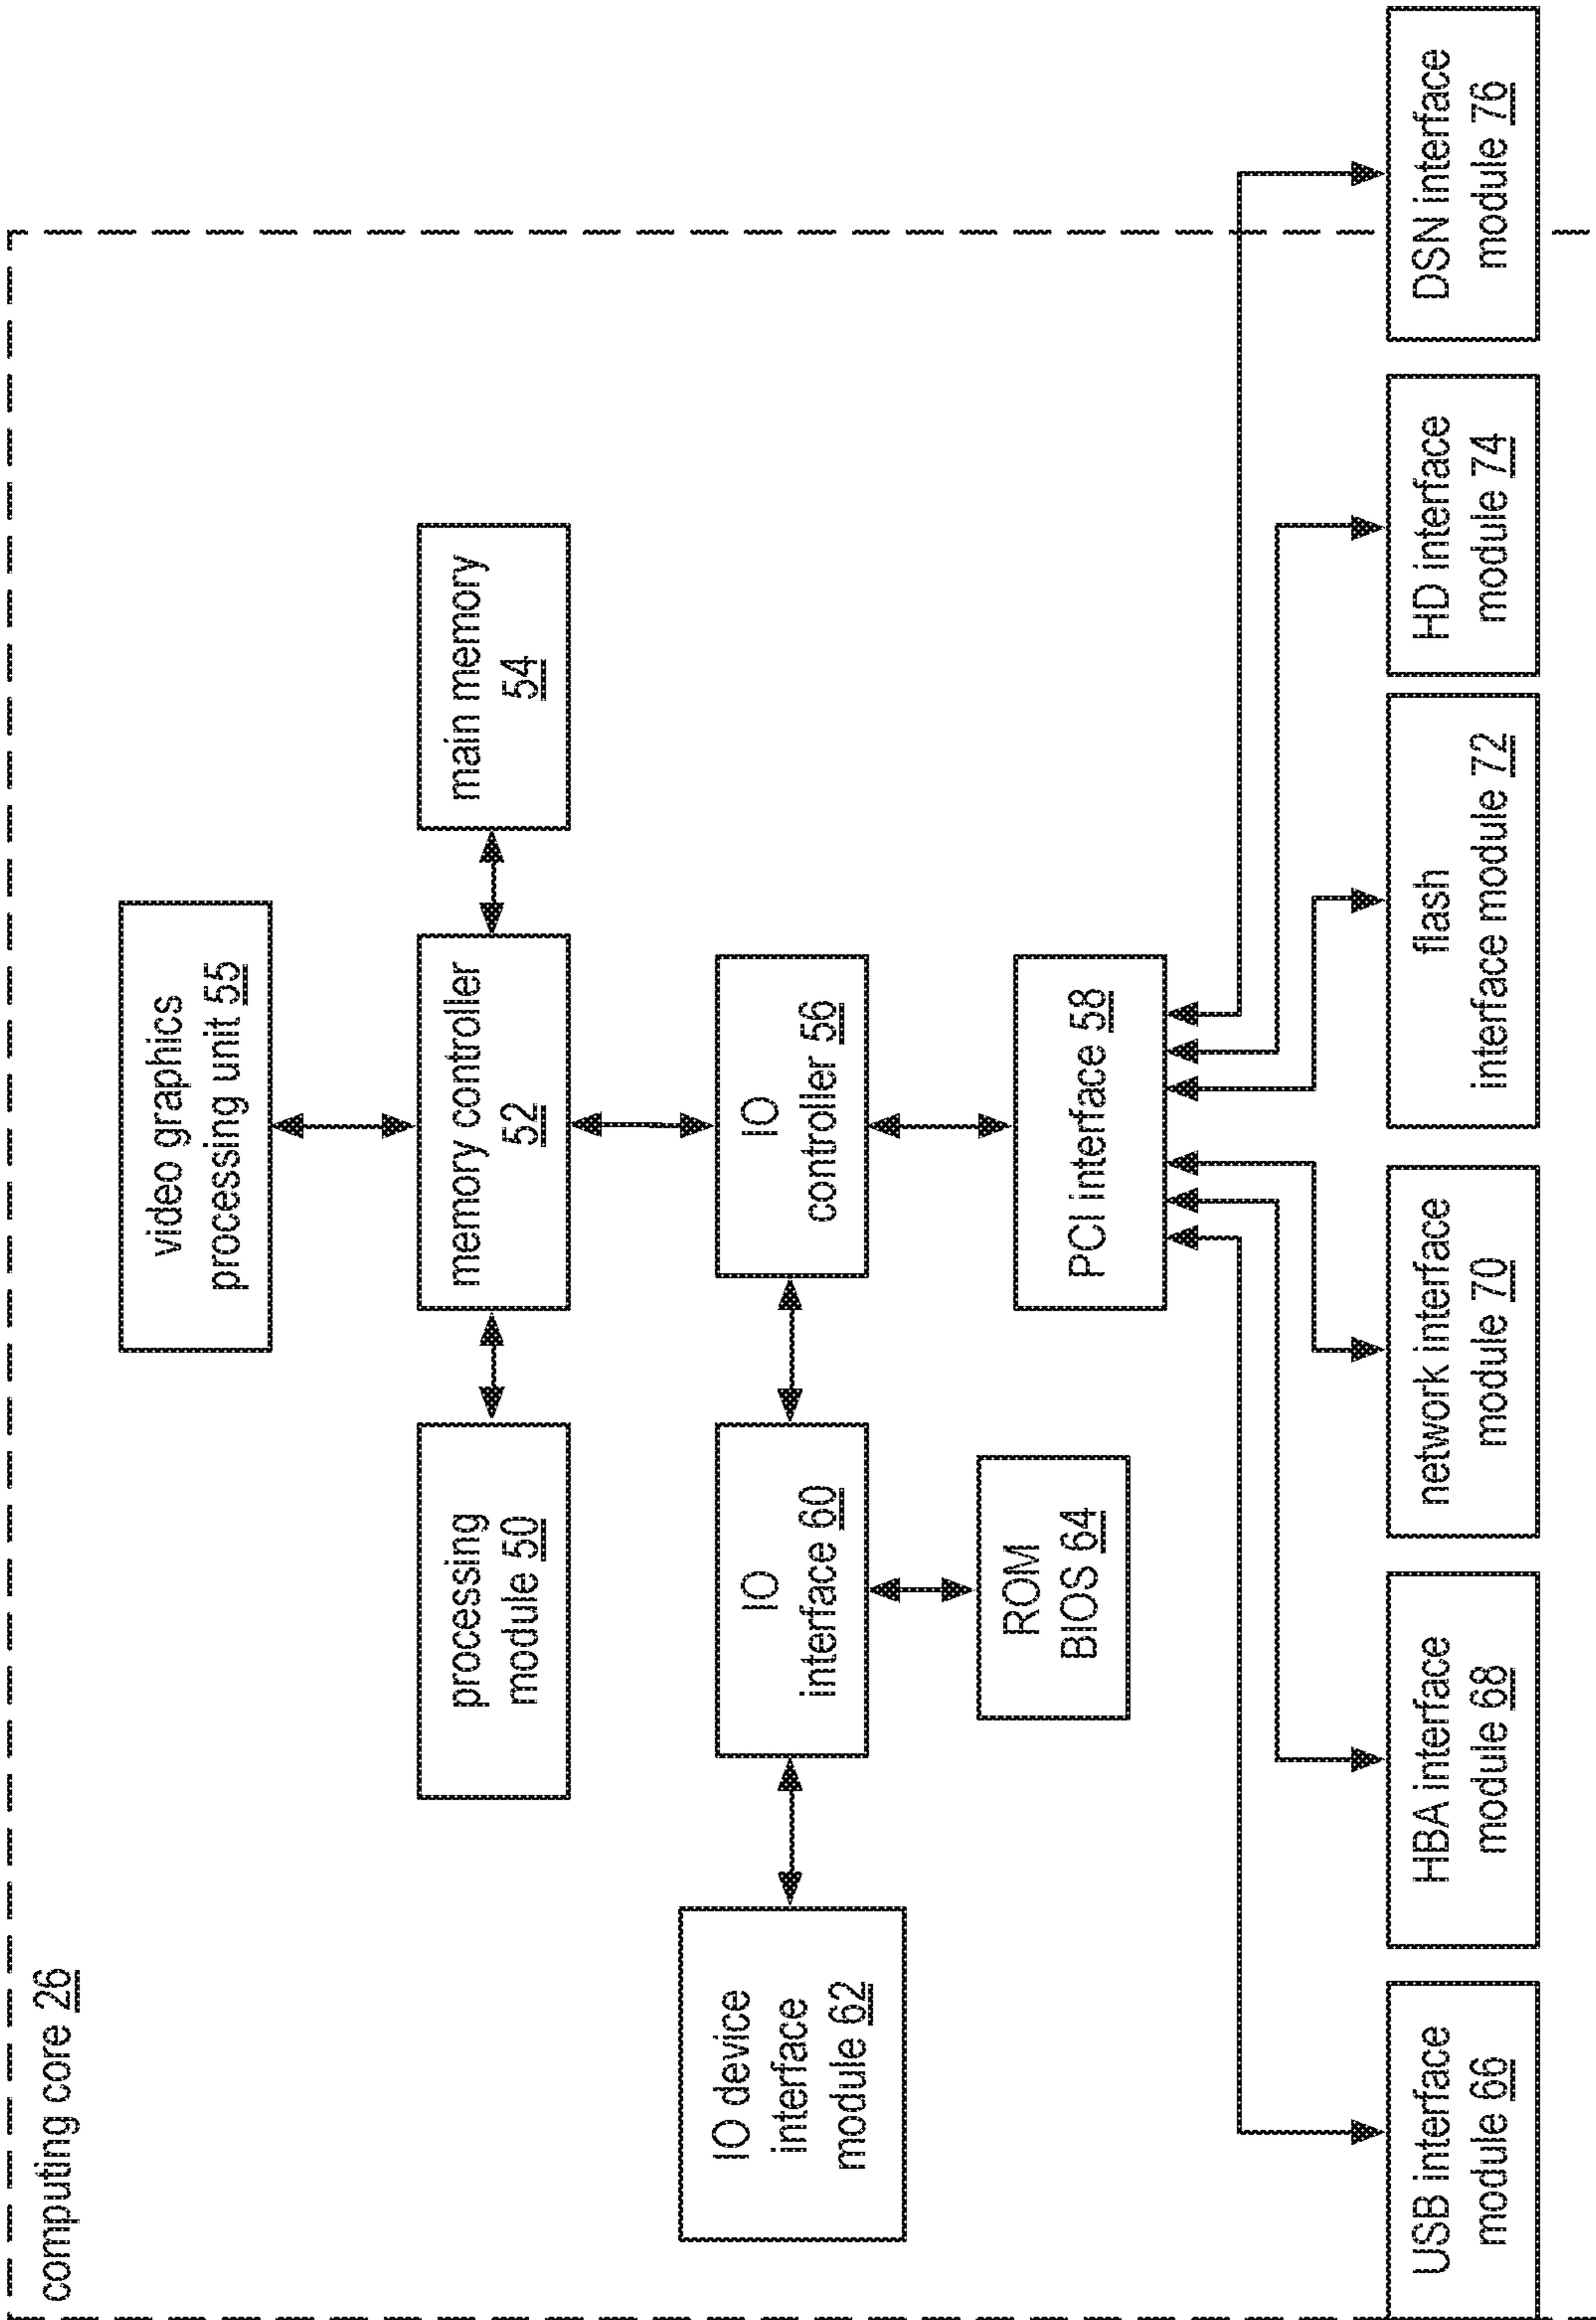 computing core 26
video graphics
processing unit 55
processing
module 50
memory controller
52
main memory
54
IO device
interface
module 62
IO
interface 60
IO
controller 56
ROM
BIOS 64
PCI interface 58
USB interface
module 66
HBA interface
module 68
network interface
module 70
flash
interface module 72
HD interface
module 74
DSN interface
module 76